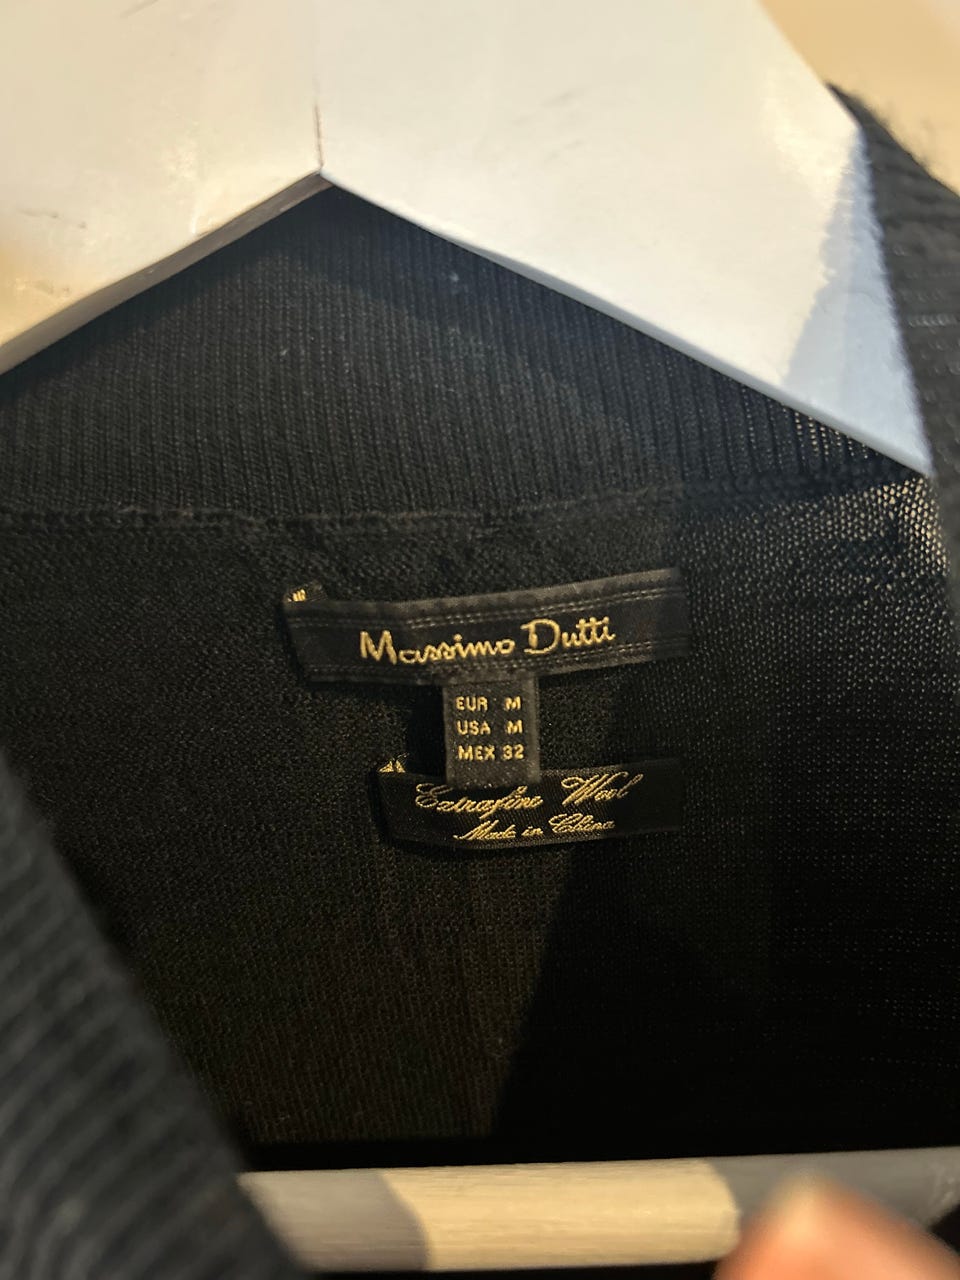 Massimo Dutti
EUR M
USA M
MEX 32
Extrafine Wool
Made in China